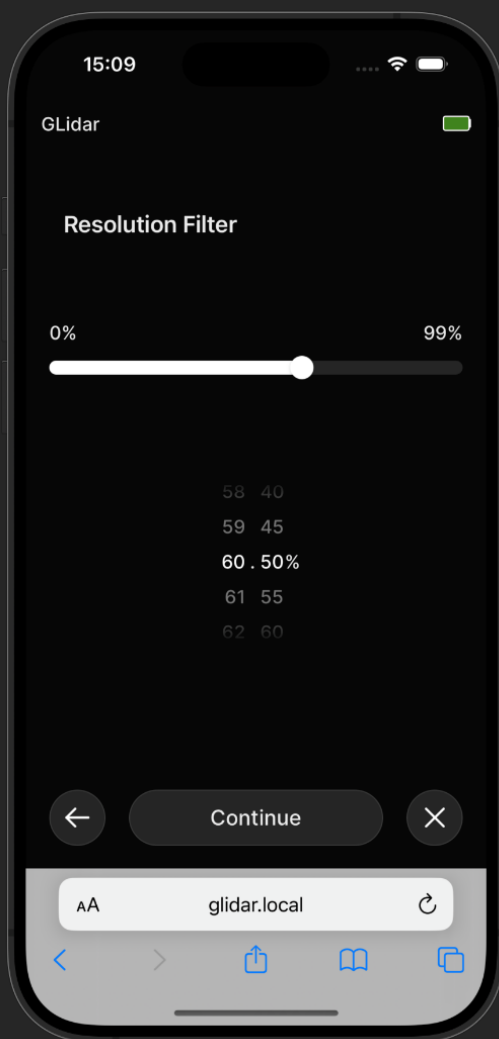 15:09
GLidar
Resolution Filter
0% 99%
58 40
59 45
60 . 50%
61 55
62 60
Continue
AA glidar.local